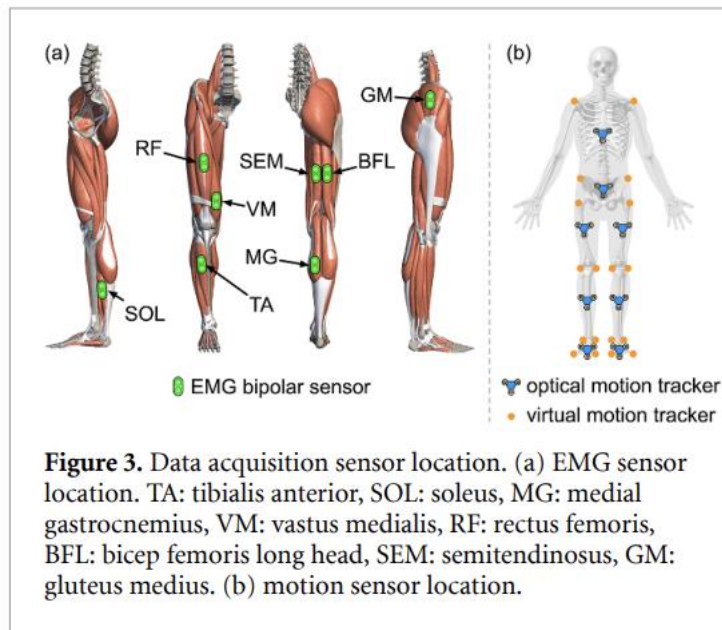 (a)
(b)
GM
RF
SEM
BFL
VM
MG
TA
SOL
EMG bipolar sensor
optical motion tracker
virtual motion tracker
Figure 3. Data acquisition sensor location. (a) EMG sensor
location. TA: tibialis anterior, SOL: soleus, MG: medial
gastrocnemius, VM: vastus medialis, RF: rectus femoris,
BFL: bicep femoris long head, SEM: semitendinosus, GM:
gluteus medius. (b) motion sensor location.